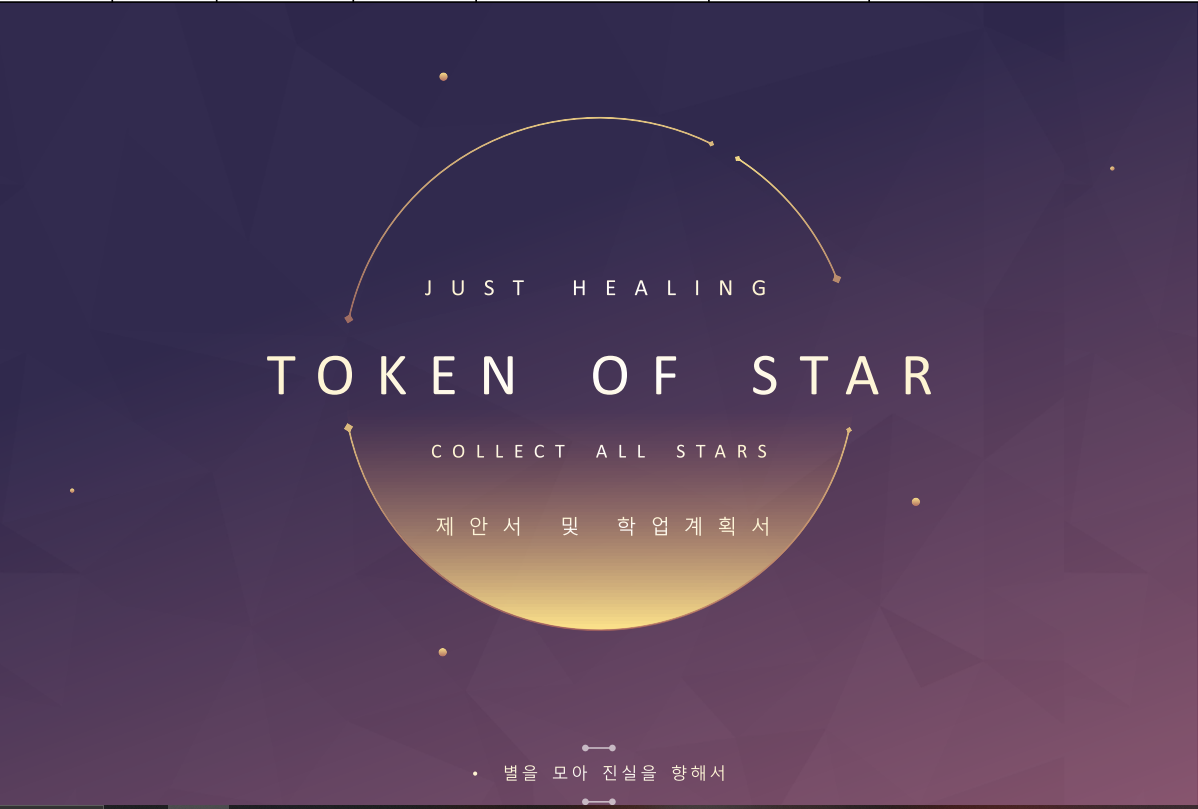 JUST HEALING
TOKEN OF STAR
COLLECT ALL STARS
제안서 및 학업계획서
• 별을 모아 진실을 향해서